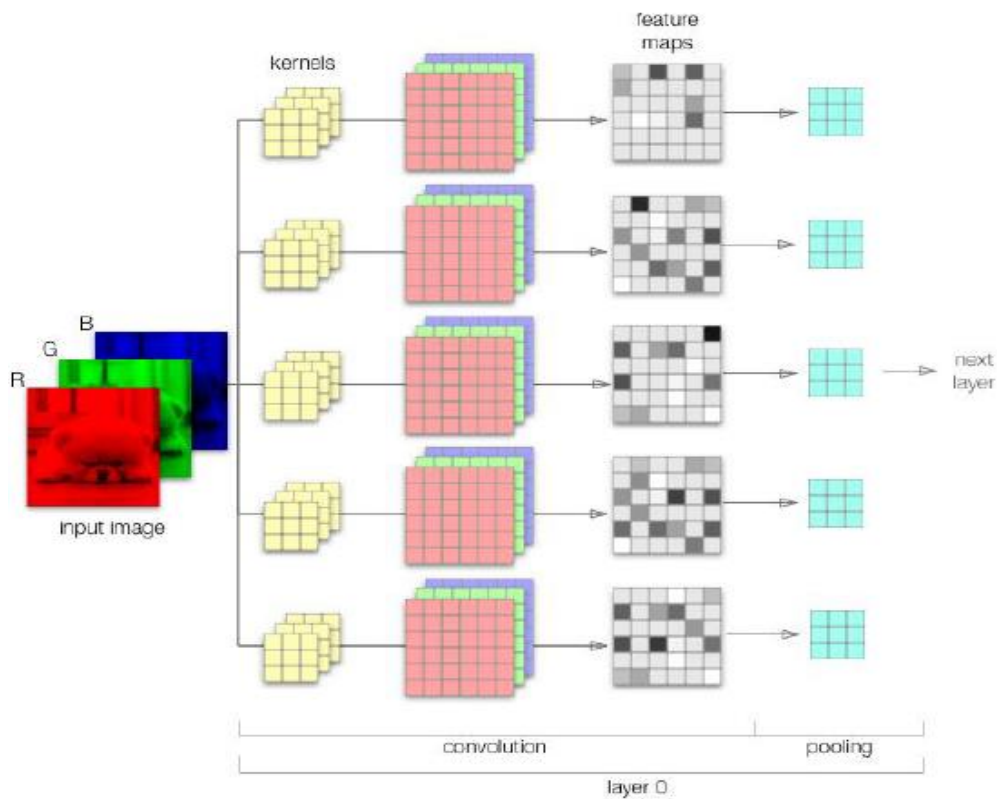 feature
maps
kernels
B
G
R
input image
next
layer
convolution
pooling
layer 0